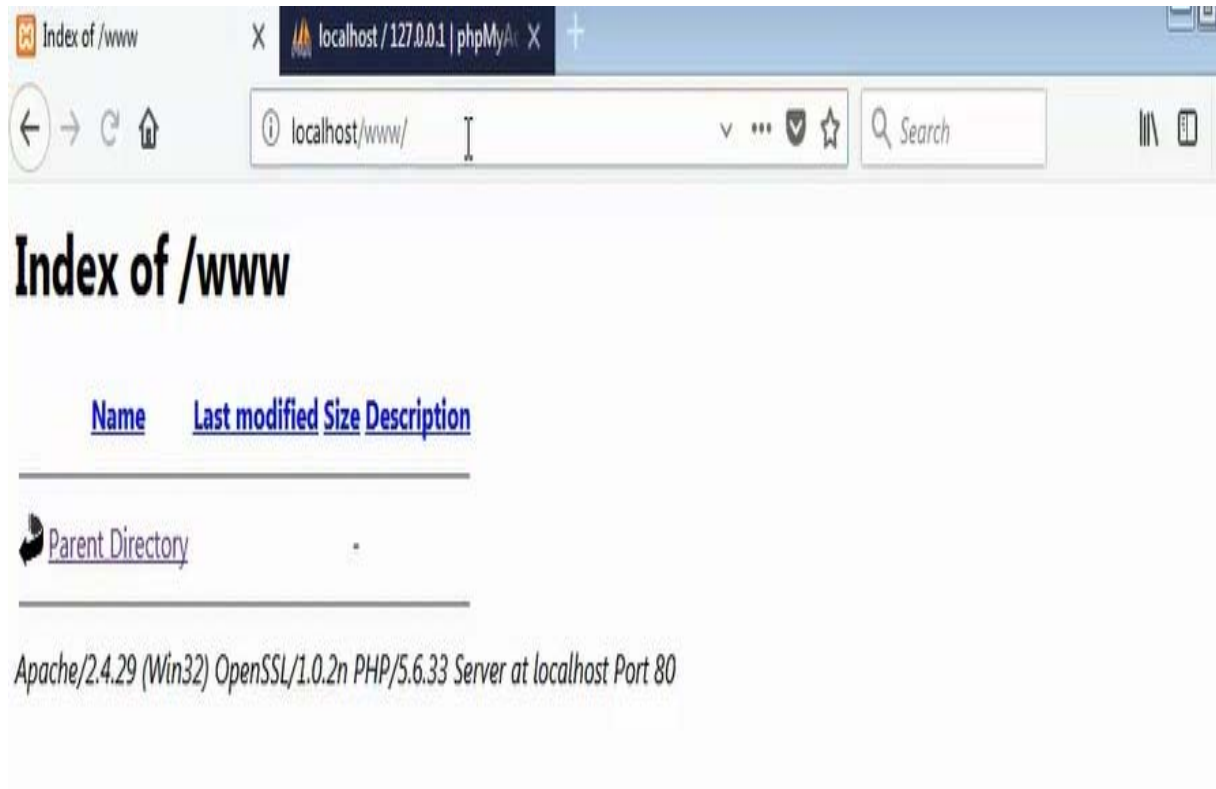 Index of /www
localhost / 127.0.0.1 | phpMyA
localhost/www/
Search
Index of /www
Name Last modified Size Description
Parent Directory -
Apache/2.4.29 (Win32) OpenSSL/1.0.2n PHP/5.6.33 Server at localhost Port 80